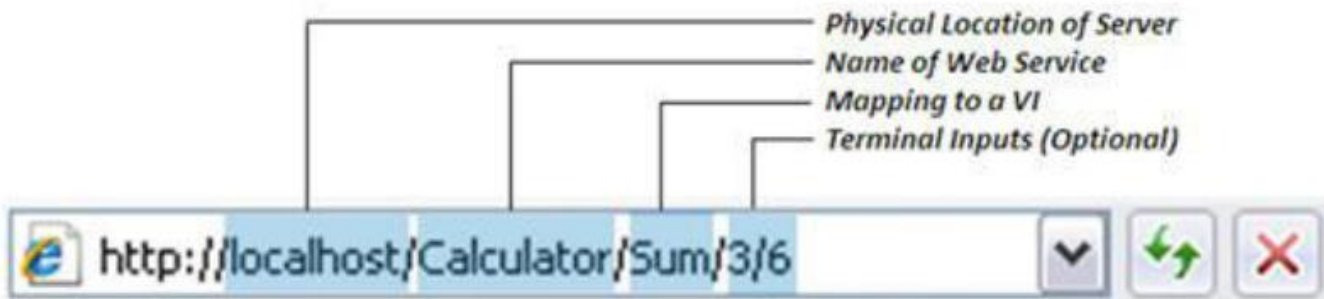 Physical Location of Server
Name of Web Service
Mapping to a VI
Terminal Inputs (Optional)
http://localhost/Calculator/Sum/3/6